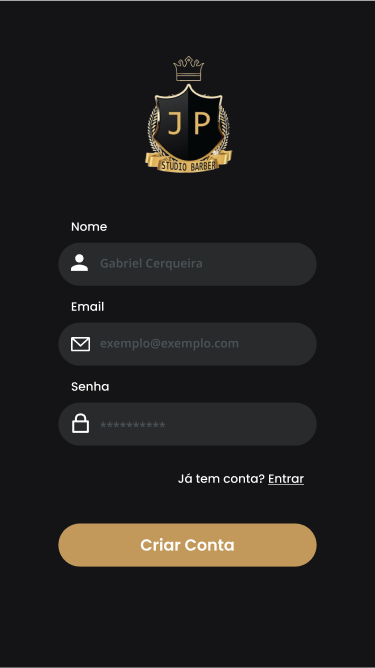 J P
STUDIO BARBER
Nome
Gabriel Cerqueira
Email
exemplo@exemplo.com
Senha
**********
Já tem conta? Entrar
Criar Conta